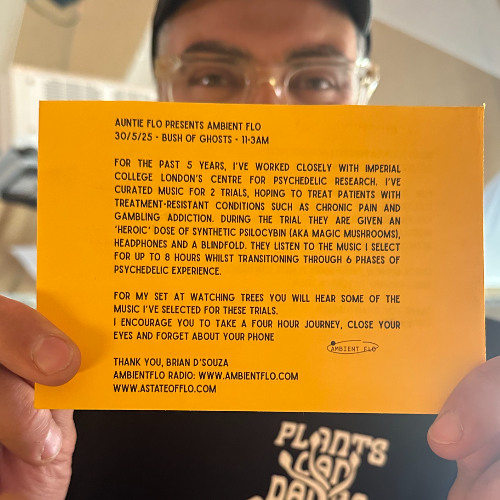 AUNTIE FLO PRESENTS AMBIENT FLO
30/5/25 - BUSH OF GHOSTS - 11-3AM
FOR THE PAST 5 YEARS, I'VE WORKED CLOSELY WITH IMPERIAL
COLLEGE LONDON'S CENTRE FOR PSYCHEDELIC RESEARCH. I'VE
CURATED MUSIC FOR 2 TRIALS, HOPING TO TREAT PATIENTS WITH
TREATMENT-RESISTANT CONDITIONS SUCH AS CHRONIC PAIN AND
GAMBLING ADDICTION. DURING THE TRIAL THEY ARE GIVEN AN
'HEROIC' DOSE OF SYNTHETIC PSILOCYBIN (AKA MAGIC MUSHROOMS),
HEADPHONES AND A BLINDFOLD. THEY LISTEN TO THE MUSIC I SELECT
FOR UP TO 8 HOURS WHILST TRANSITIONING THROUGH 6 PHASES OF
PSYCHEDELIC EXPERIENCE.
FOR MY SET AT WATCHING TREES YOU WILL HEAR SOME OF THE
MUSIC I'VE SELECTED FOR THESE TRIALS.
I ENCOURAGE YOU TO TAKE A FOUR HOUR JOURNEY, CLOSE YOUR
EYES AND FORGET ABOUT YOUR PHONE
AMBIENT FLO
THANK YOU, BRIAN D'SOUZA
AMBIENTFLO RADIO: WWW.AMBIENTFLO.COM
WWW.ASTATEOFLO.COM
PLANTS
CAN